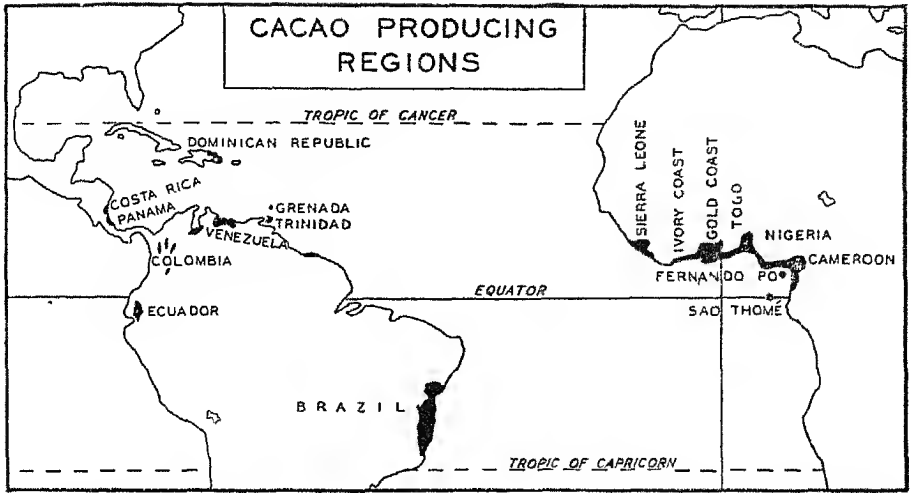 CACAO PRODUCING
REGIONS
TROPIC OF CANCER
DOMINICAN REPUBLIC
COSTA RICA
PANAMA
GRENADA
TRINIDAD
VENEZUELA
COLOMBIA
ECUADOR
EQUATOR
BRAZIL
TROPIC OF CAPRICORN
SIERRA LEONE
IVORY COAST
GOLD COAST
TOGO
NIGERIA
CAMEROON
FERNANDO PO
SAO THOMÉ